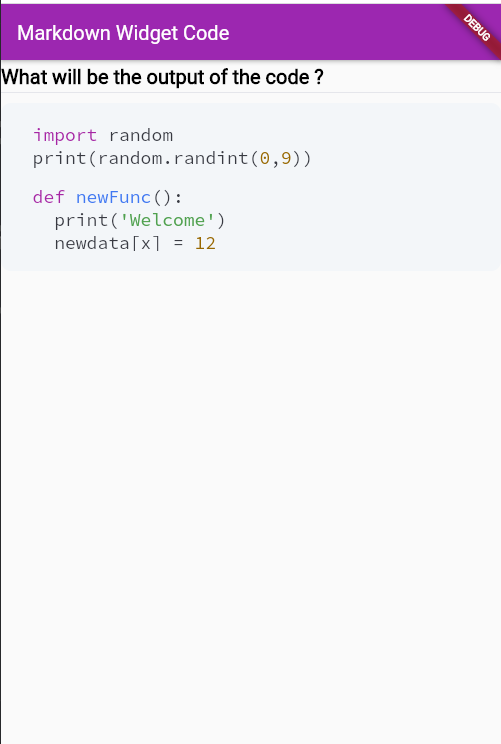 Markdown Widget Code
DEBUG
What will be the output of the code ?
import random
print(random.randint(0,9))
def newFunc():
  print('Welcome')
  newdata[x] = 12